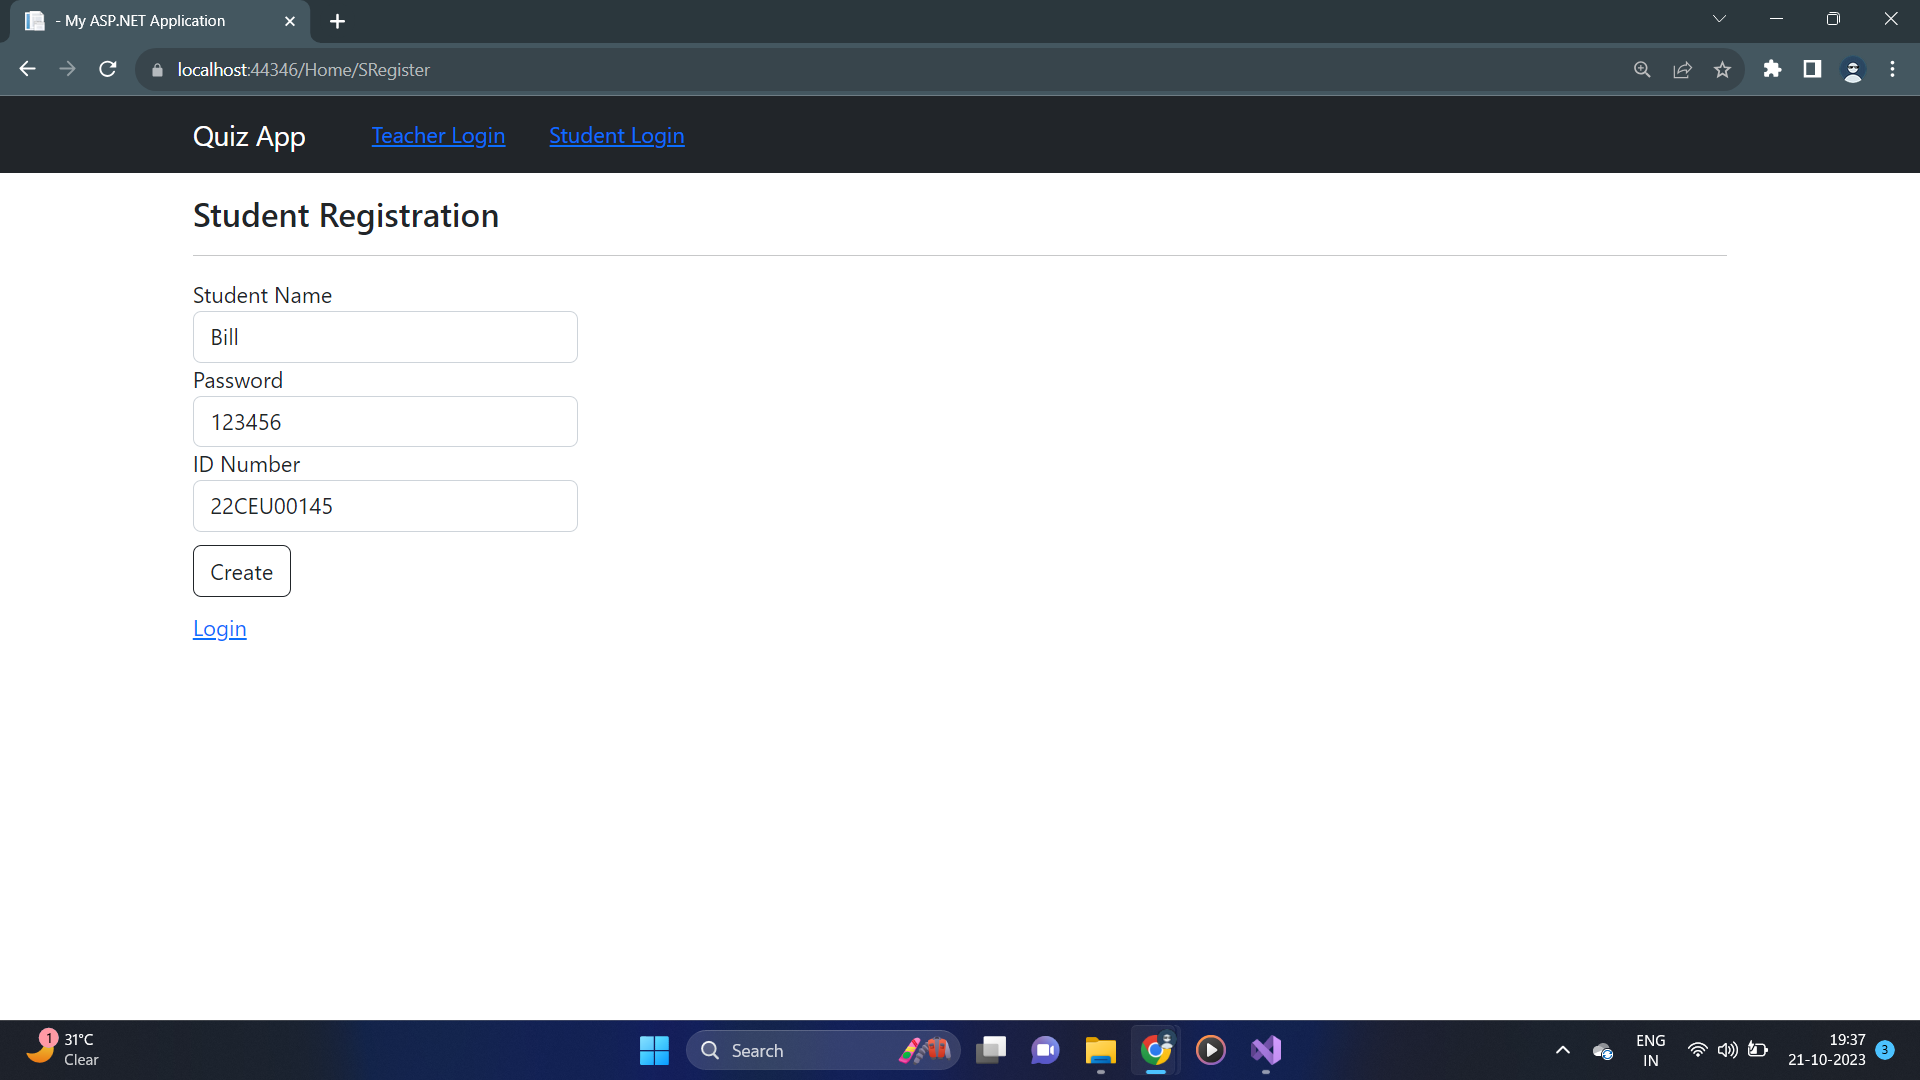 - My ASP.NET Application
localhost:44346/Home/SRegister
Quiz App Teacher Login Student Login
Student Registration
Student Name
Bill
Password
123456
ID Number
22CEU00145
Create
Login
1
31°C
Clear
Search
ENG
IN
19:37
21-10-2023
3